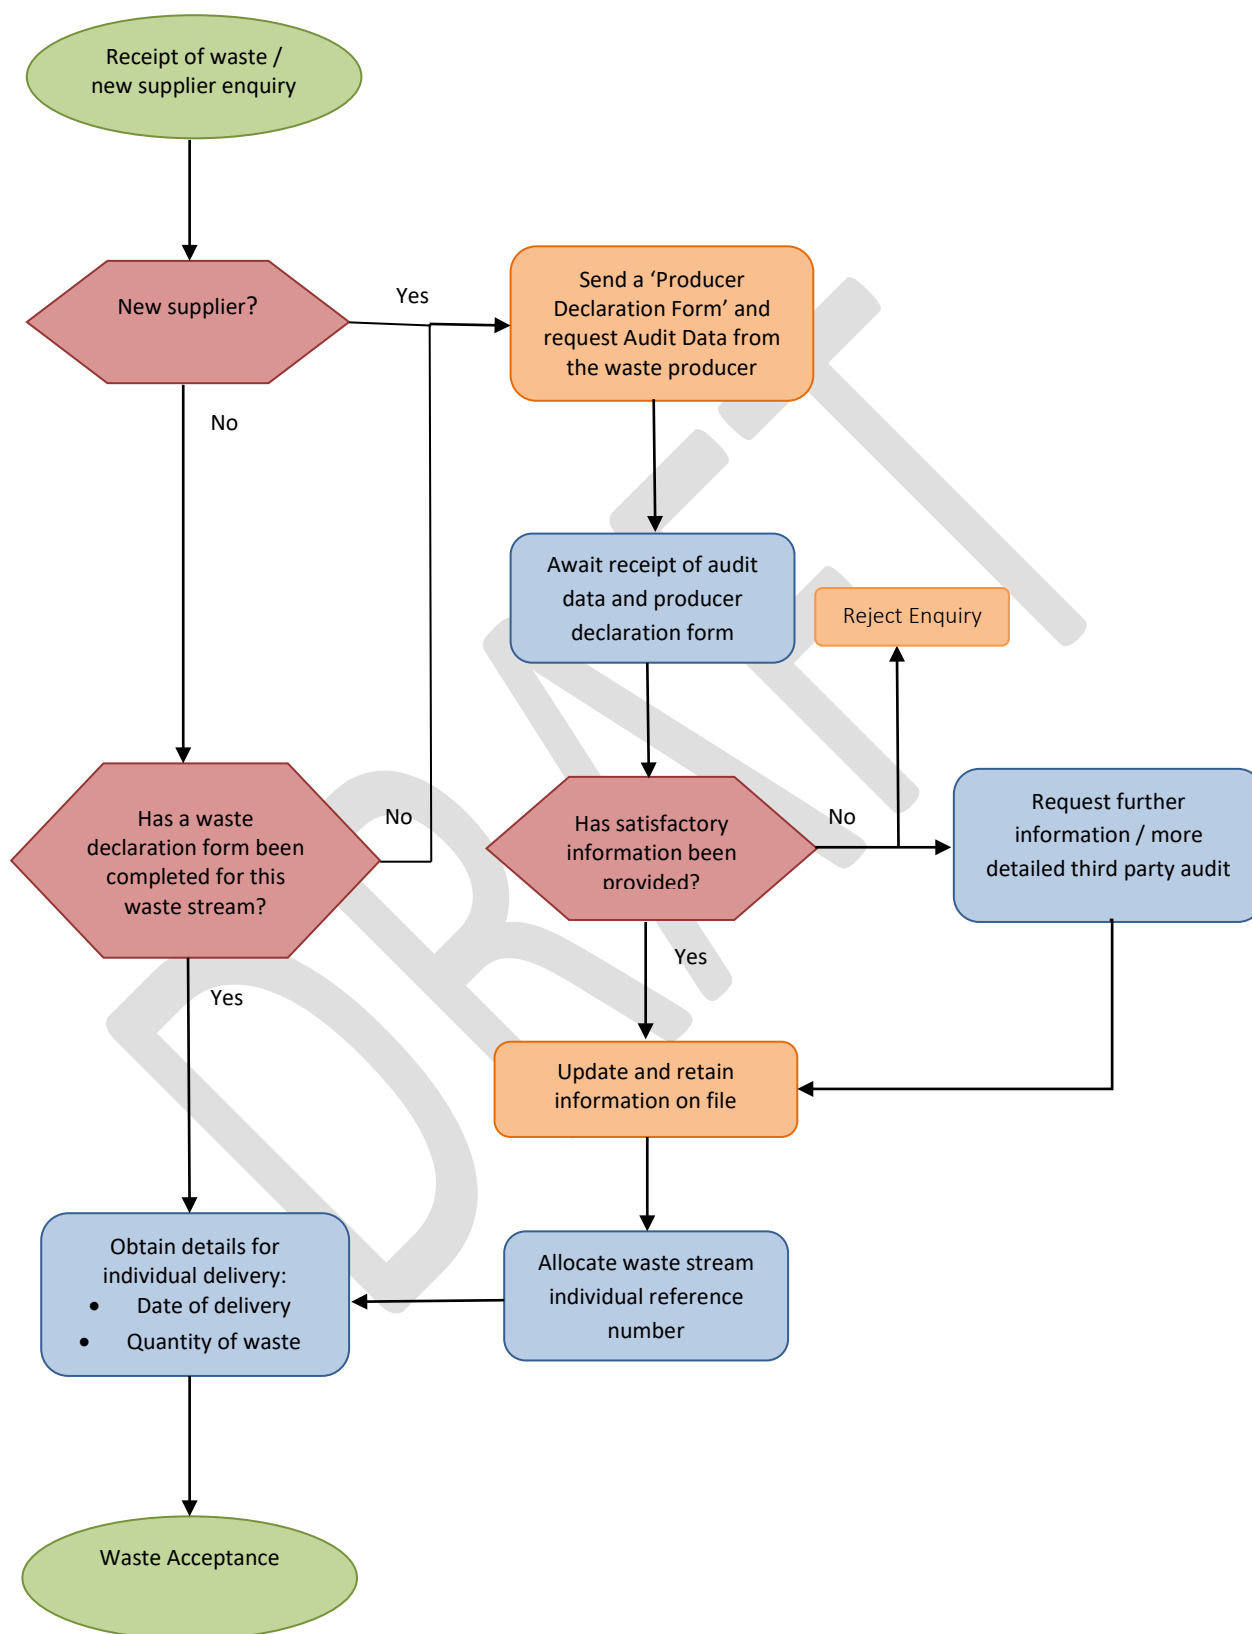 Receipt of waste /
new supplier enquiry
New supplier?
Yes
Send a ‘Producer
Declaration Form’ and
request Audit Data from
the waste producer
No
Await receipt of audit
data and producer
declaration form
Reject Enquiry
Has a waste
declaration form been
completed for this
waste stream?
No
Has satisfactory
information been
provided?
No
Request further
information / more
detailed third party audit
Yes
Yes
Update and retain
information on file
Obtain details for
individual delivery:
• Date of delivery
• Quantity of waste
Allocate waste stream
individual reference
number
Waste Acceptance
DRAFT